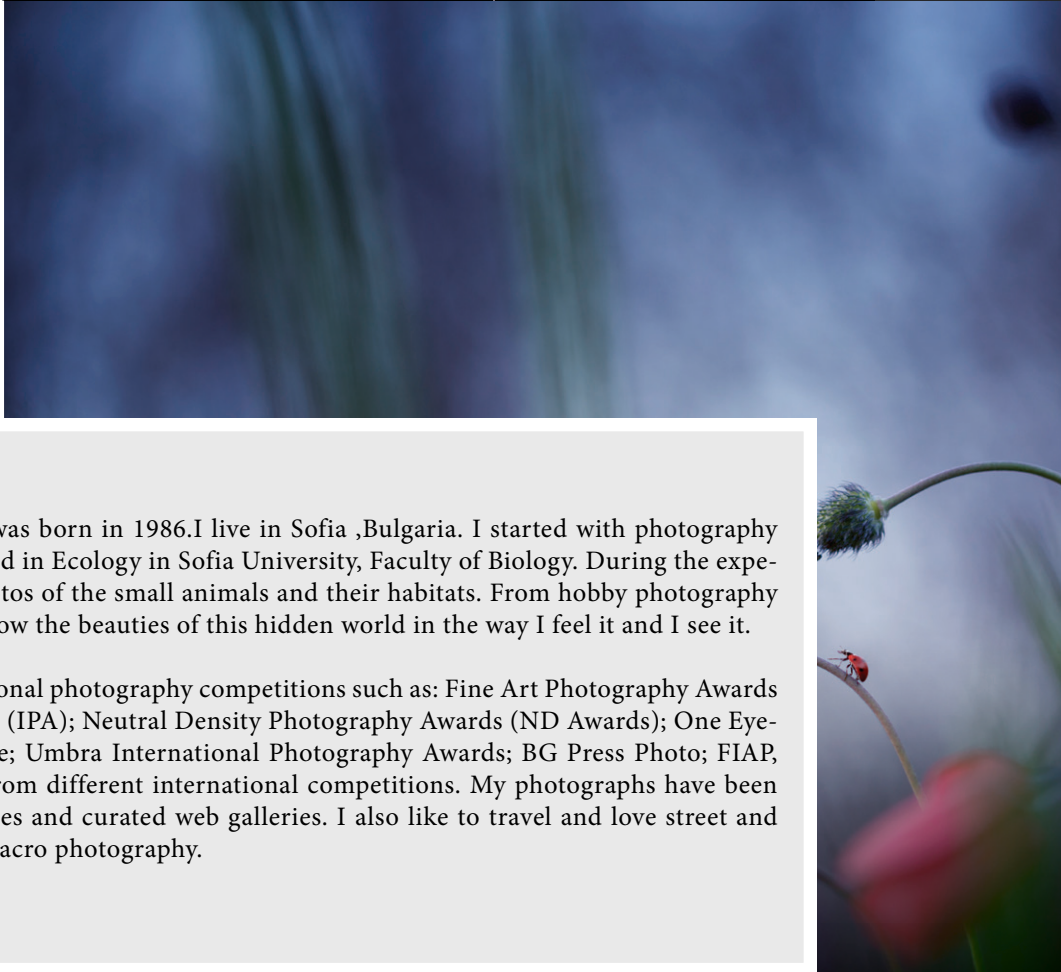 was born in 1986.I live in Sofia ,Bulgaria. I started with photography
d in Ecology in Sofia University, Faculty of Biology. During the expe-
tos of the small animals and their habitats. From hobby photography
ow the beauties of this hidden world in the way I feel it and I see it.
onal photography competitions such as: Fine Art Photography Awards
(IPA); Neutral Density Photography Awards (ND Awards); One Eye-
e; Umbra International Photography Awards; BG Press Photo; FIAP,
rom different international competitions. My photographs have been
es and curated web galleries. I also like to travel and love street and
acro photography.